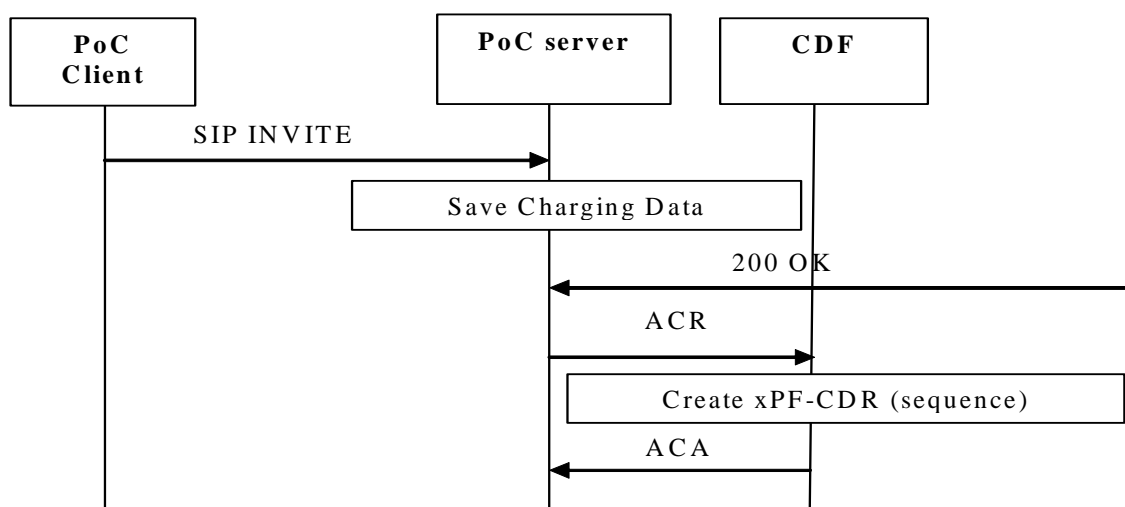 PoC
Client
PoC server
CDF
SIP INVITE
Save Charging Data
200 OK
ACR
Create xPF-CDR (sequence)
ACA